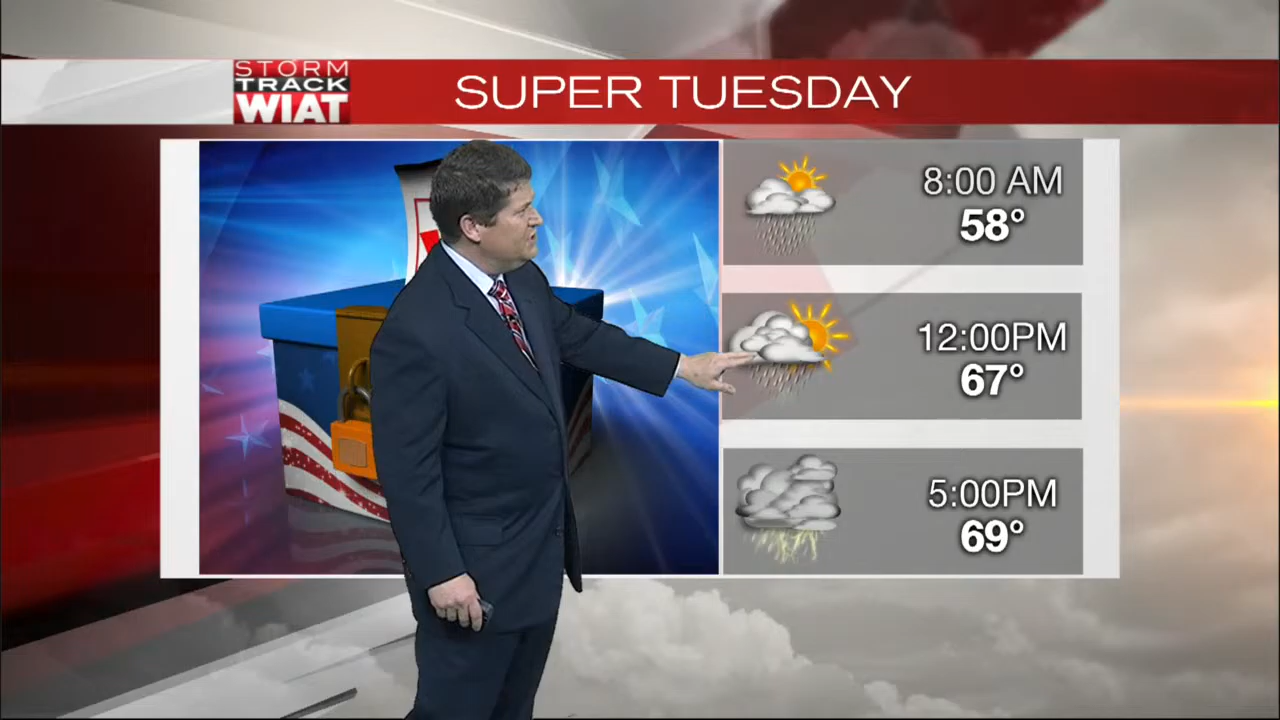 STORM
TRACK
WIAT
SUPER TUESDAY
8:00 AM
58°
12:00PM
67°
5:00PM
69°